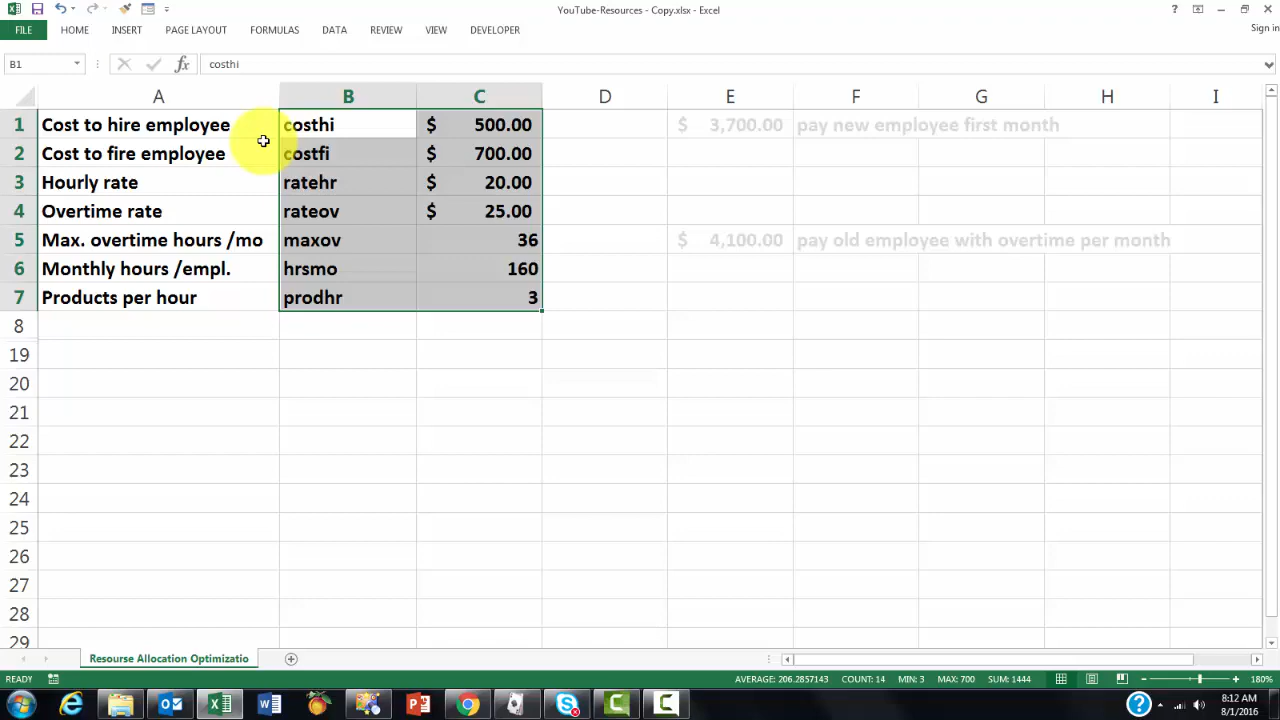 YouTube-Resources - Copy.xlsx - Excel
FILE HOME INSERT PAGE LAYOUT FORMULAS DATA REVIEW VIEW DEVELOPER Sign in
B1 fx costhi
A B C D E F G H I
1 Cost to hire employee costhi $ 500.00 $ 3,700.00 pay new employee first month
2 Cost to fire employee costfi $ 700.00
3 Hourly rate ratehr $ 20.00
4 Overtime rate rateov $ 25.00
5 Max. overtime hours /mo maxov 36 $ 4,100.00 pay old employee with overtime per month
6 Monthly hours /empl. hrsmo 160
7 Products per hour prodhr 3
8
19
20
21
22
23
24
25
26
27
28
29
Resourse Allocation Optimizatio
READY AVERAGE: 206.2857143 COUNT: 14 MIN: 3 MAX: 700 SUM: 1444 180%
8:12 AM
8/1/2016